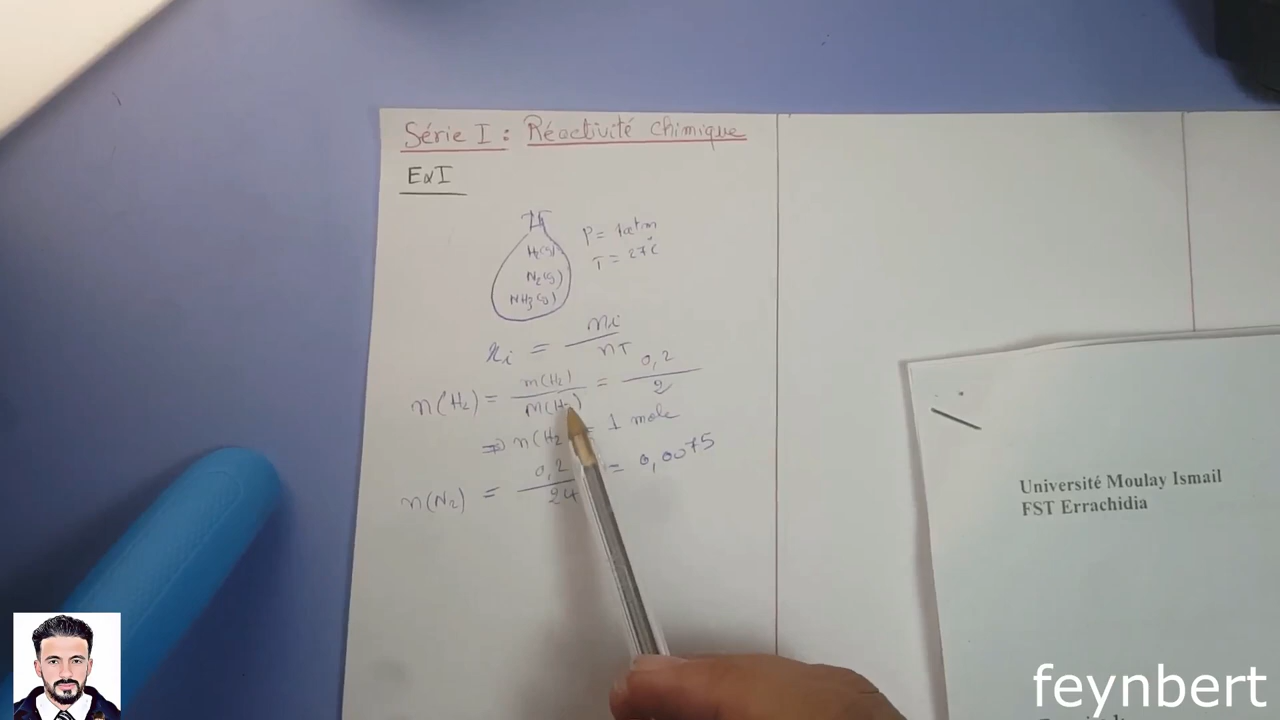 Série I : Réactivité chimique
Ex I
H₂(g)
N₂(g)
NH₃(g)
P = 1atm
T = 27°C
xi = ni / nT
n(H₂) = m(H₂) / M(H₂) = 0,2 / 2
⇒ n(H₂ = 1 mole
n(N₂) = 0,2 / 24 = 0,0075
Université Moulay Ismail
FST Errachidia
feynbert